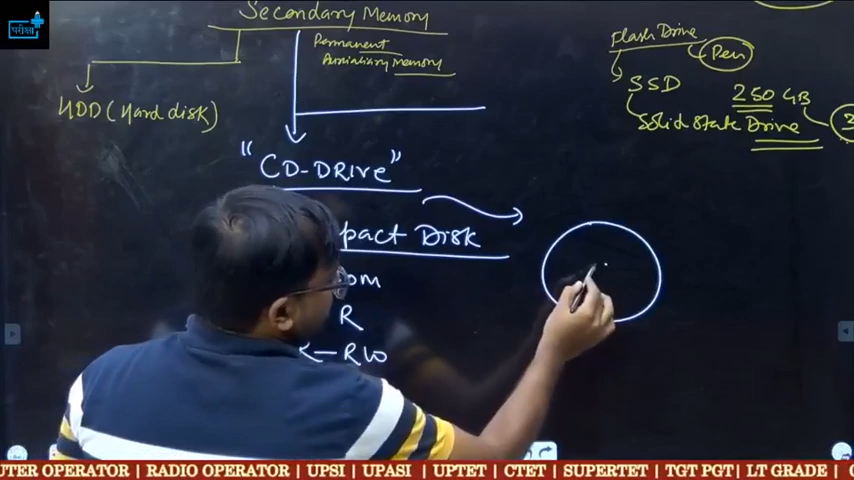 परीक्षा
Secondary Memory
Permanent
Auxiliary Memory
HDD (Hard disk)
Flash Drive
Pen
SSD
250 GB
Solid State Drive
"CD-DRIVE"
pact Disk
om
R
RW
UTER OPERATOR | RADIO OPERATOR | UPSI | UPASI | UPTET | CTET | SUPERTET | TGT PGT | LT GRADE |